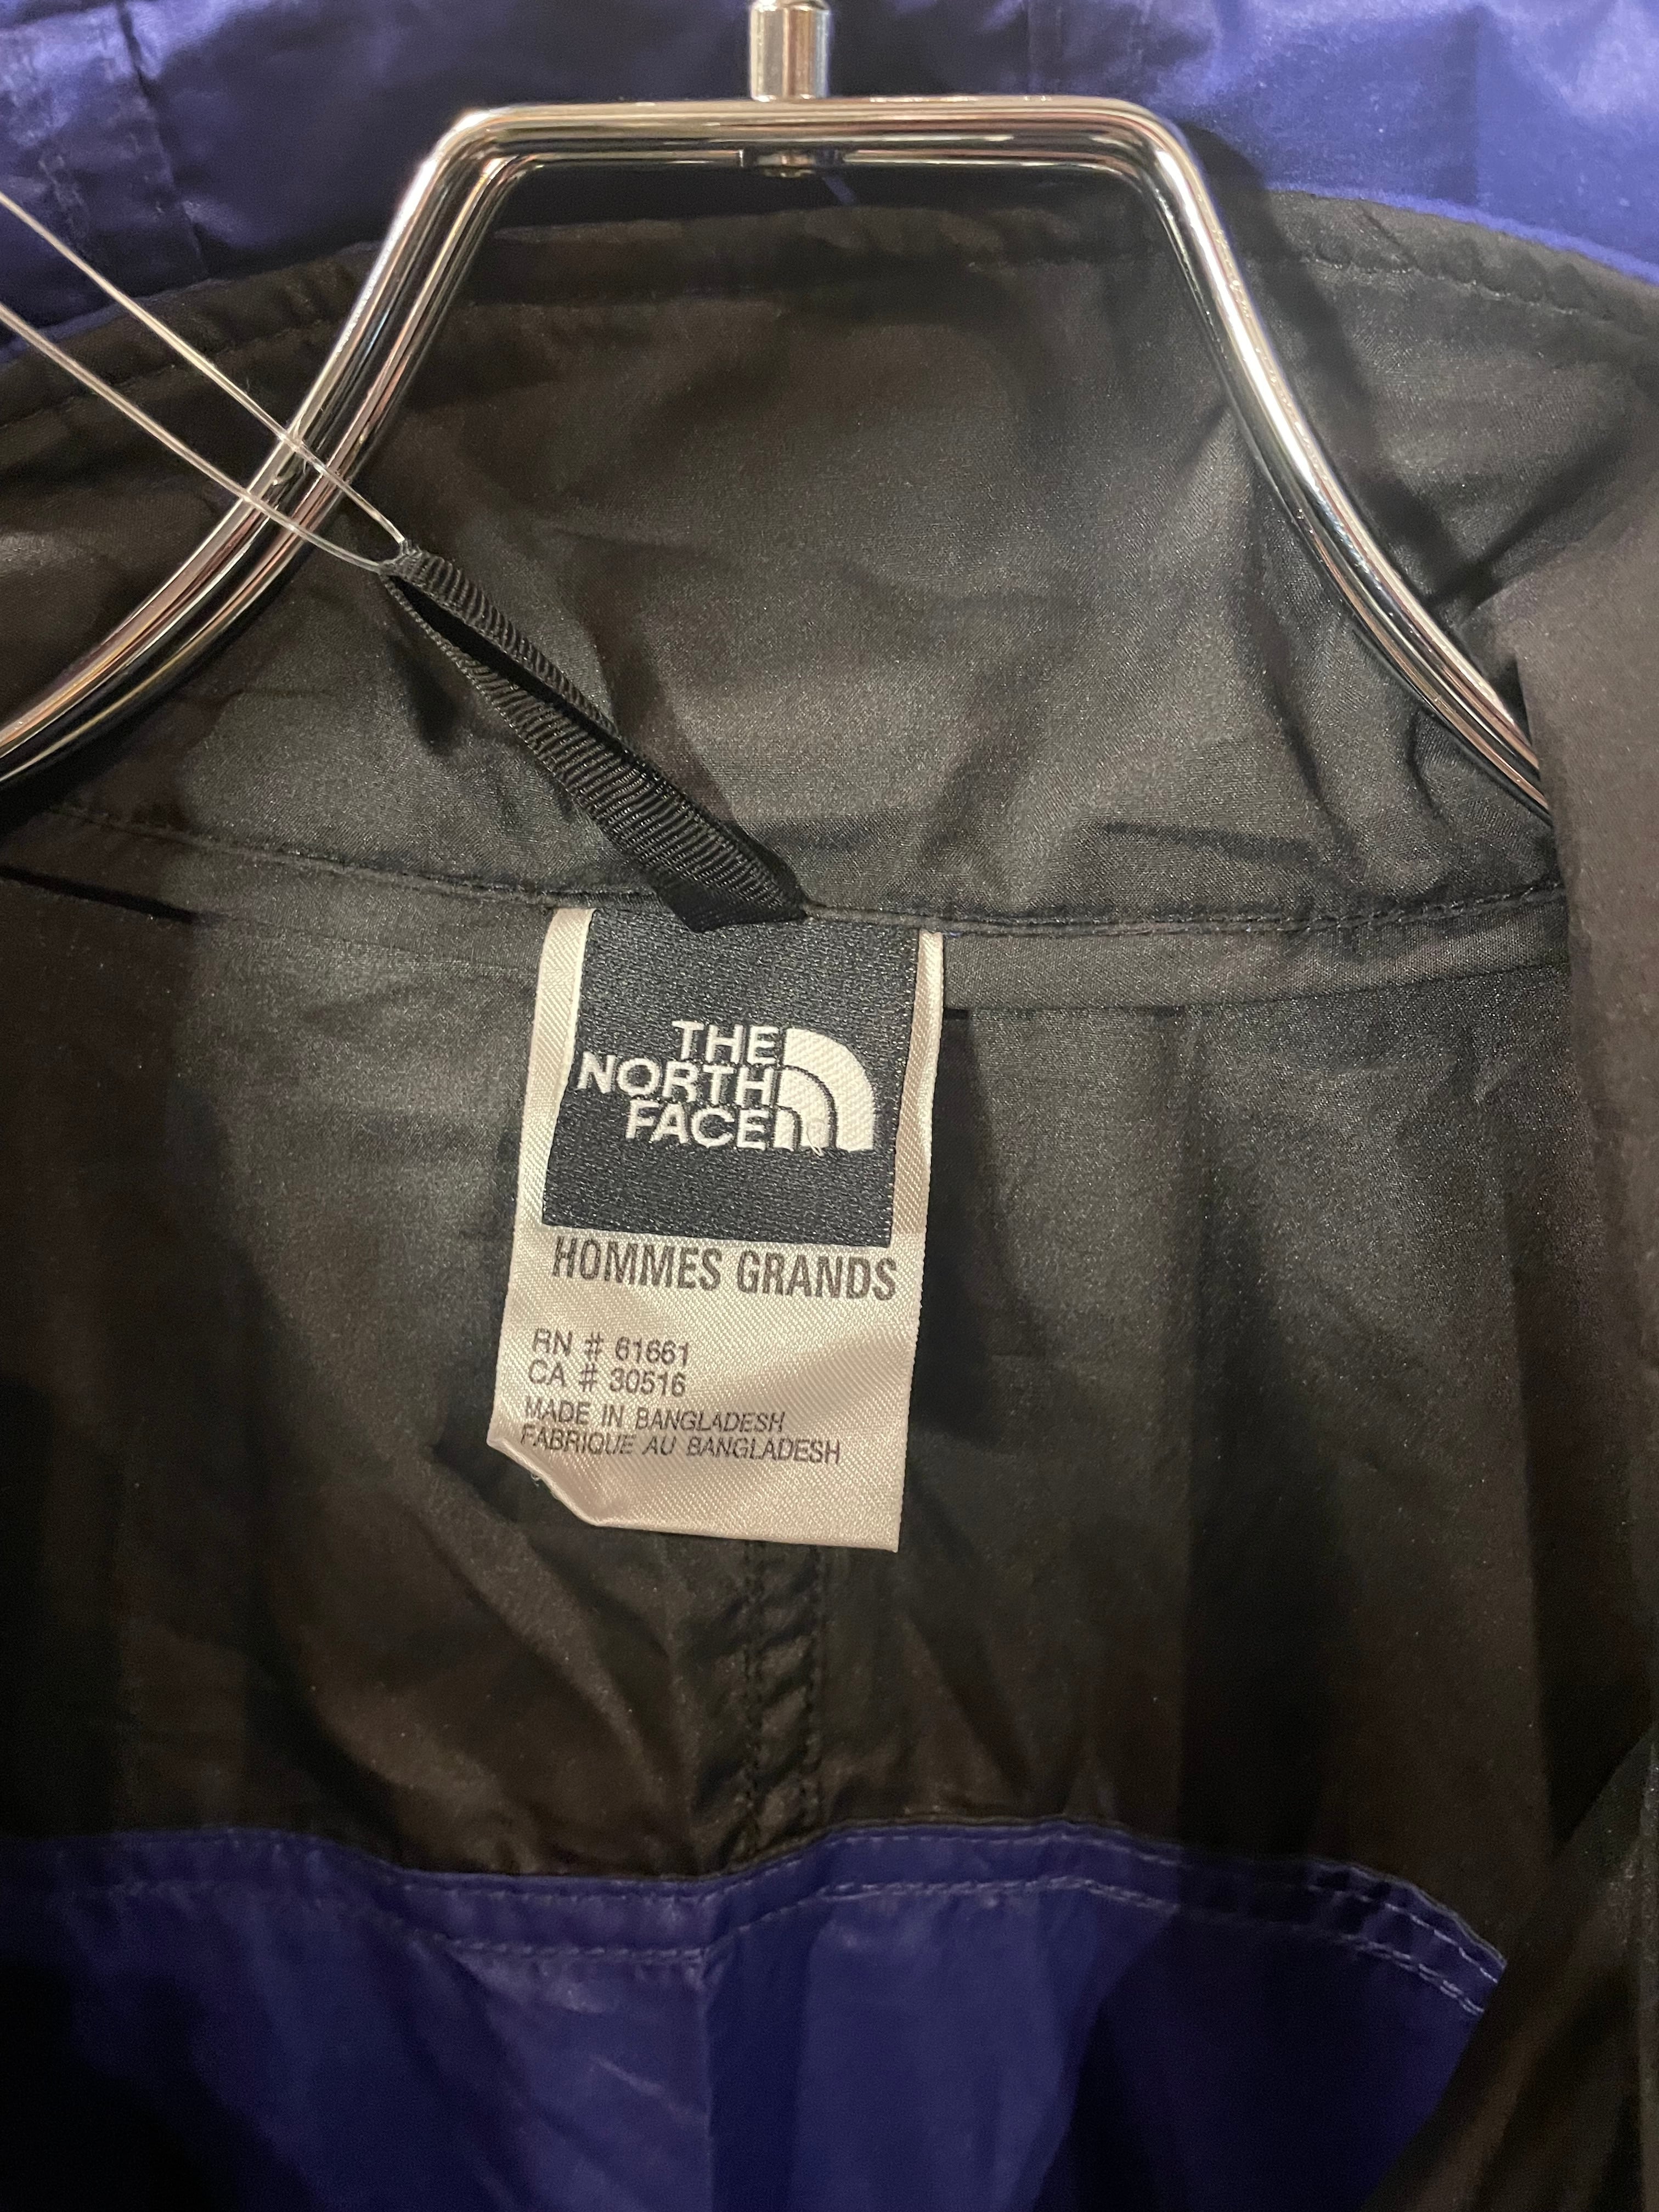 THE
NORTH
FACE
HOMMES GRANDS
RN # 61661
CA # 30516
MADE IN BANGLADESH
FABRIQUE AU BANGLADESH